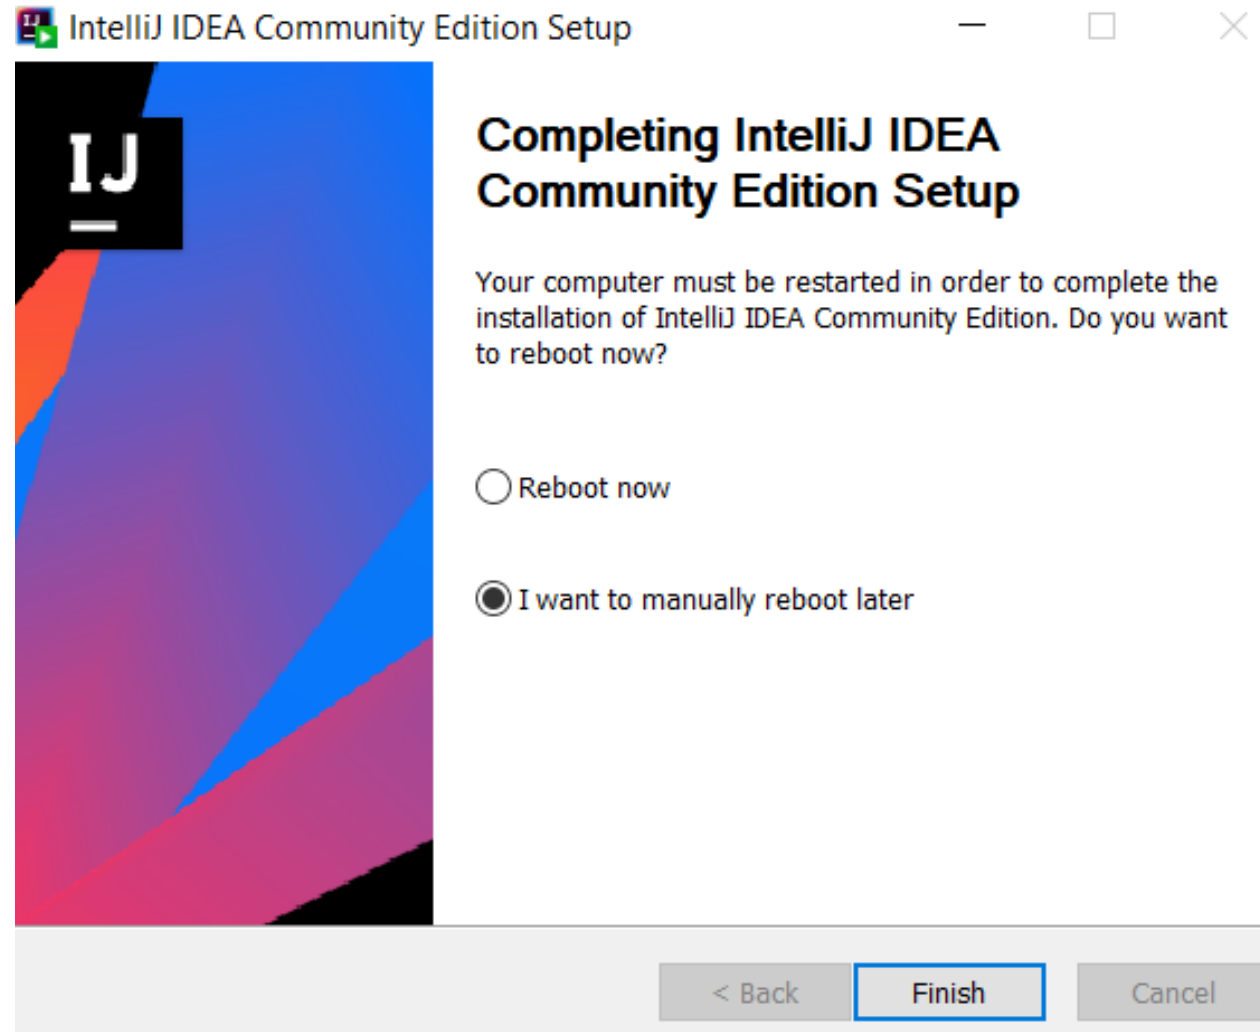 IntelliJ IDEA Community Edition Setup
IJ
Completing IntelliJ IDEA
Community Edition Setup
Your computer must be restarted in order to complete the
installation of IntelliJ IDEA Community Edition. Do you want
to reboot now?
Reboot now
I want to manually reboot later
< Back
Finish
Cancel